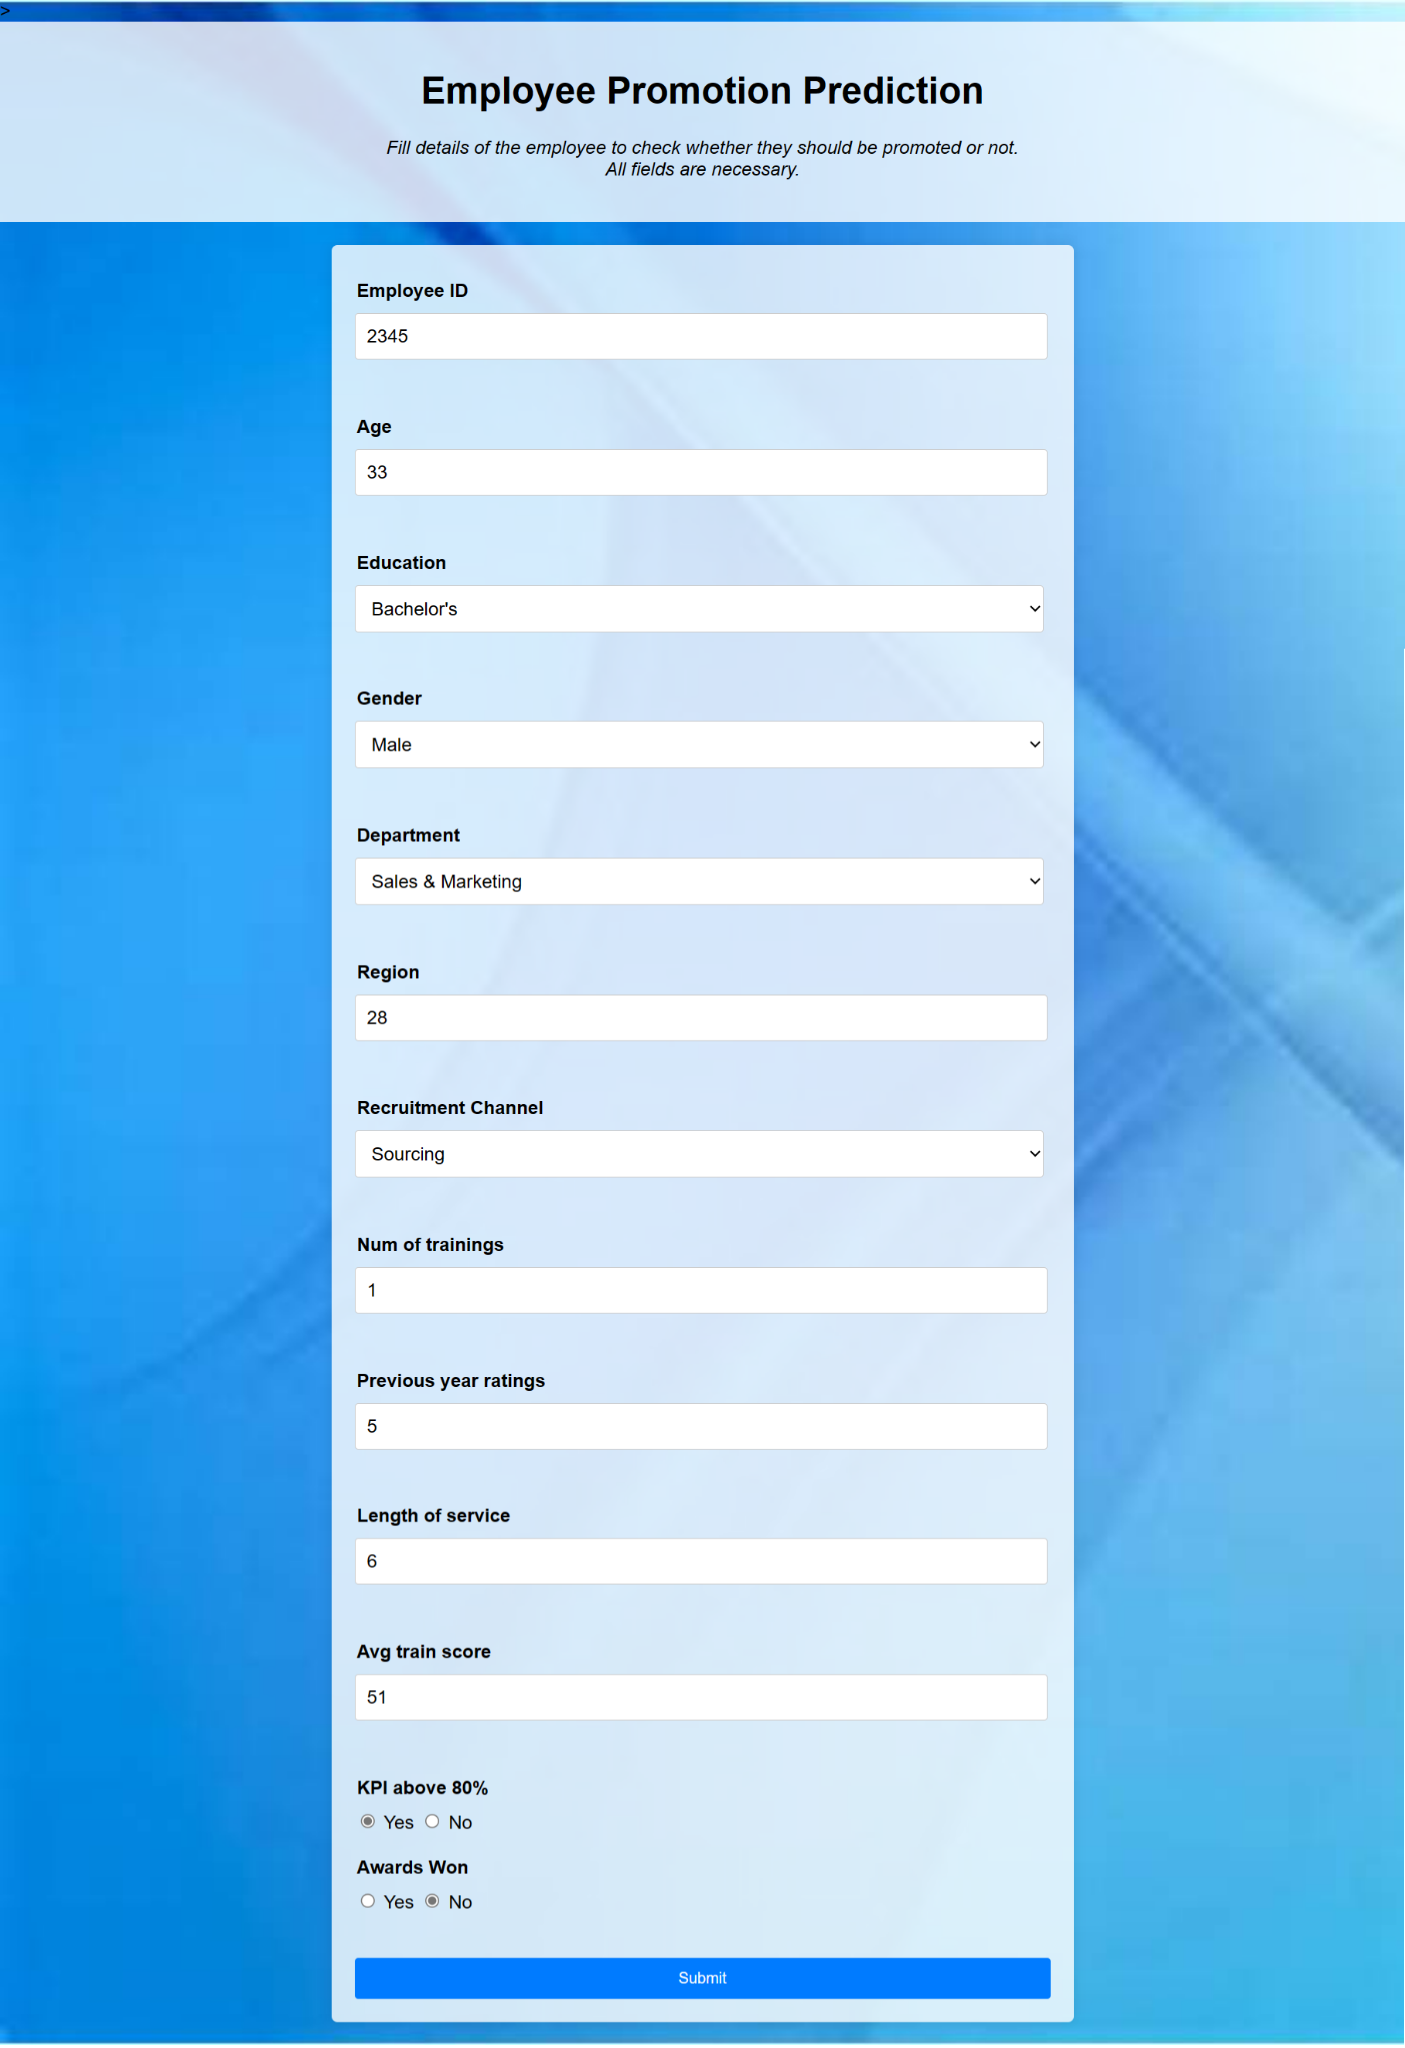 >
Employee Promotion Prediction
Fill details of the employee to check whether they should be promoted or not.
All fields are necessary.
Employee ID
2345
Age
33
Education
Bachelor's
Gender
Male
Department
Sales & Marketing
Region
28
Recruitment Channel
Sourcing
Num of trainings
1
Previous year ratings
5
Length of service
6
Avg train score
51
KPI above 80%
Yes No
Awards Won
Yes No
Submit